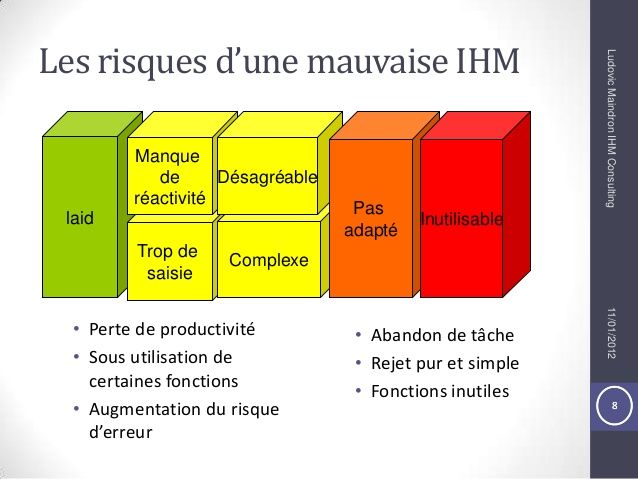 Les risques d’une mauvaise IHM
laid
Manque
de
réactivité
Désagréable
Trop de
saisie
Complexe
Pas
adapté
Inutilisable
• Perte de productivité
• Sous utilisation de
certaines fonctions
• Augmentation du risque
d’erreur
• Abandon de tâche
• Rejet pur et simple
• Fonctions inutiles
Ludovic Maindron IHM Consulting
11/01/2012
8